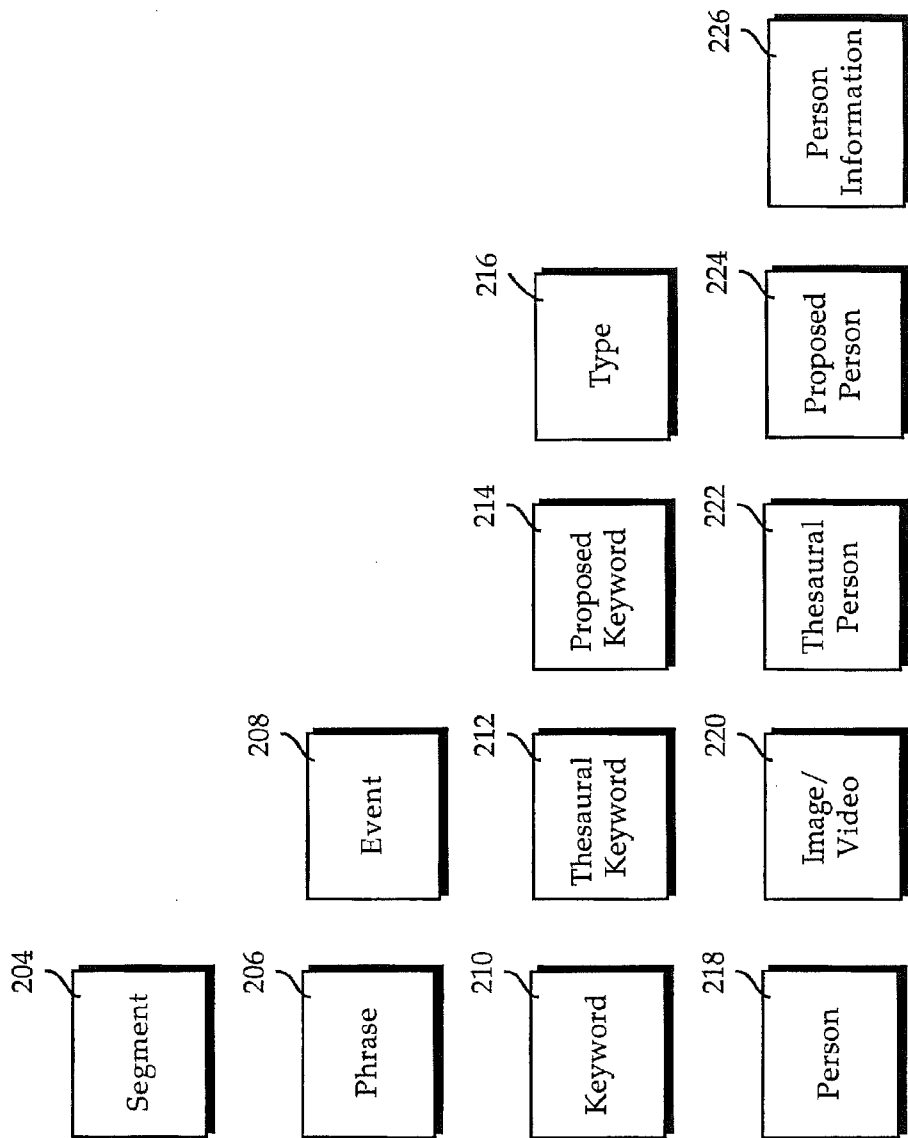 Person
218
Keyword
210
Phrase
206
Segment
204
Image/
Video
220
Thesaural
Keyword
212
Event
208
Thesaural
Person
222
Proposed
Keyword
214
Proposed
Person
224
Type
216
Person
Information
226